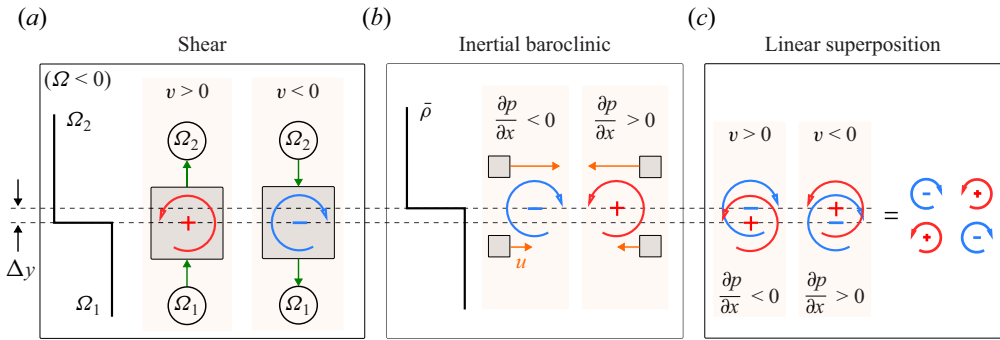 (a)
Shear
(Ω < 0)
Ω₂
v > 0
v < 0
Ω₂
Ω₂
+
−
Δy
Ω₁
Ω₁
Ω₁
(b)
Inertial baroclinic
ρ̄
∂p/∂x < 0
∂p/∂x > 0
−
+
u
(c)
Linear superposition
v > 0
v < 0
−
+
+
−
∂p/∂x < 0
∂p/∂x > 0
=
− +
+ −